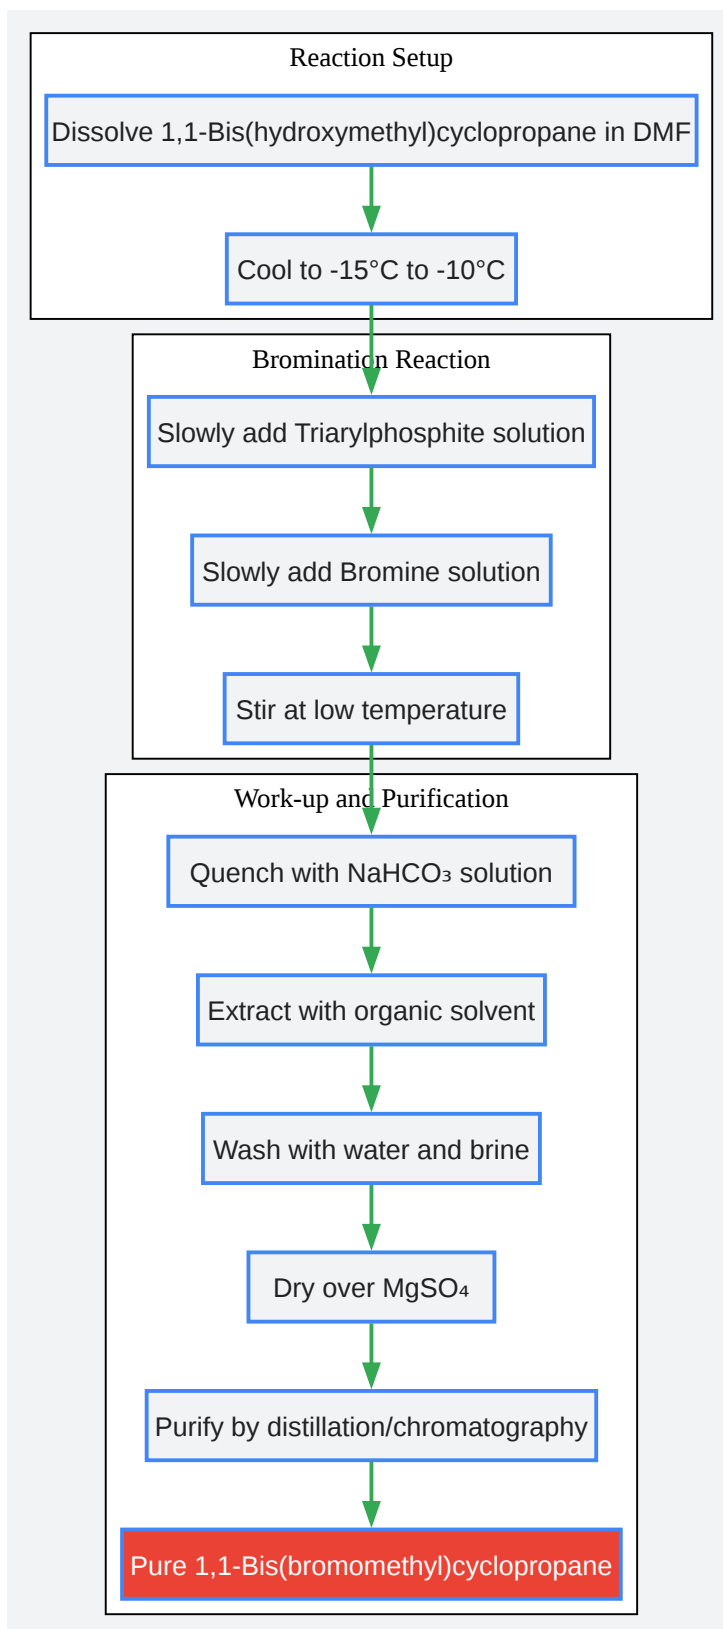 Reaction Setup
Dissolve 1,1-Bis(hydroxymethyl)cyclopropane in DMF
Cool to -15°C to -10°C
Bromination Reaction
Slowly add Triarylphosphite solution
Slowly add Bromine solution
Stir at low temperature
Work-up and Purification
Quench with NaHCO₃ solution
Extract with organic solvent
Wash with water and brine
Dry over MgSO₄
Purify by distillation/chromatography
Pure 1,1-Bis(bromomethyl)cyclopropane